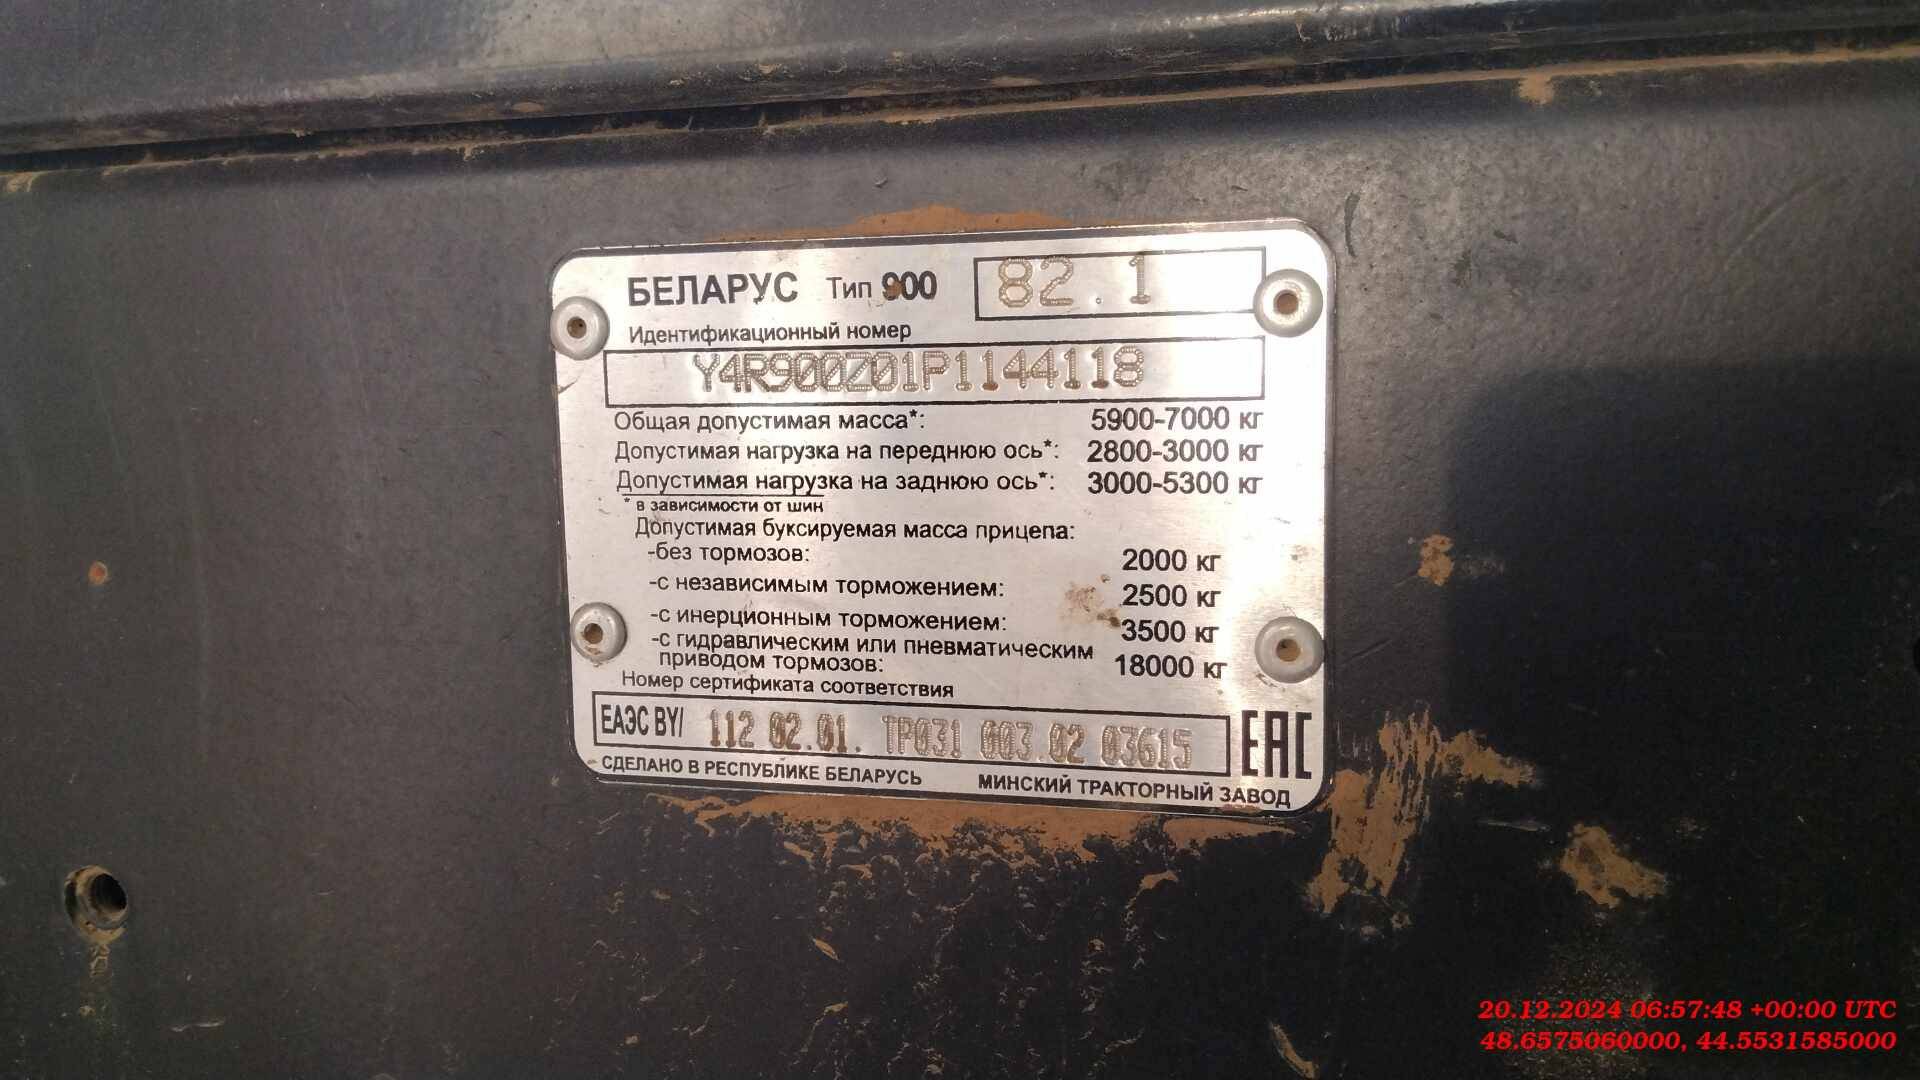 БЕЛАРУС Тип 900 82.1
Идентификационный номер
Y4R900Z01P1144118
Общая допустимая масса*: 5900-7000 кг
Допустимая нагрузка на переднюю ось*: 2800-3000 кг
Допустимая нагрузка на заднюю ось*: 3000-5300 кг
* в зависимости от шин
Допустимая буксируемая масса прицепа:
-без тормозов: 2000 кг
-с независимым торможением: 2500 кг
-с инерционным торможением: 3500 кг
-с гидравлическим или пневматическим
приводом тормозов: 18000 кг
Номер сертификата соответствия
ЕАЭС BY/ 112 02.01. ТР031 003.02 03615 EAC
СДЕЛАНО В РЕСПУБЛИКЕ БЕЛАРУСЬ МИНСКИЙ ТРАКТОРНЫЙ ЗАВОД
20.12.2024 06:57:48 +00:00 UTC
48.6575060000, 44.5531585000